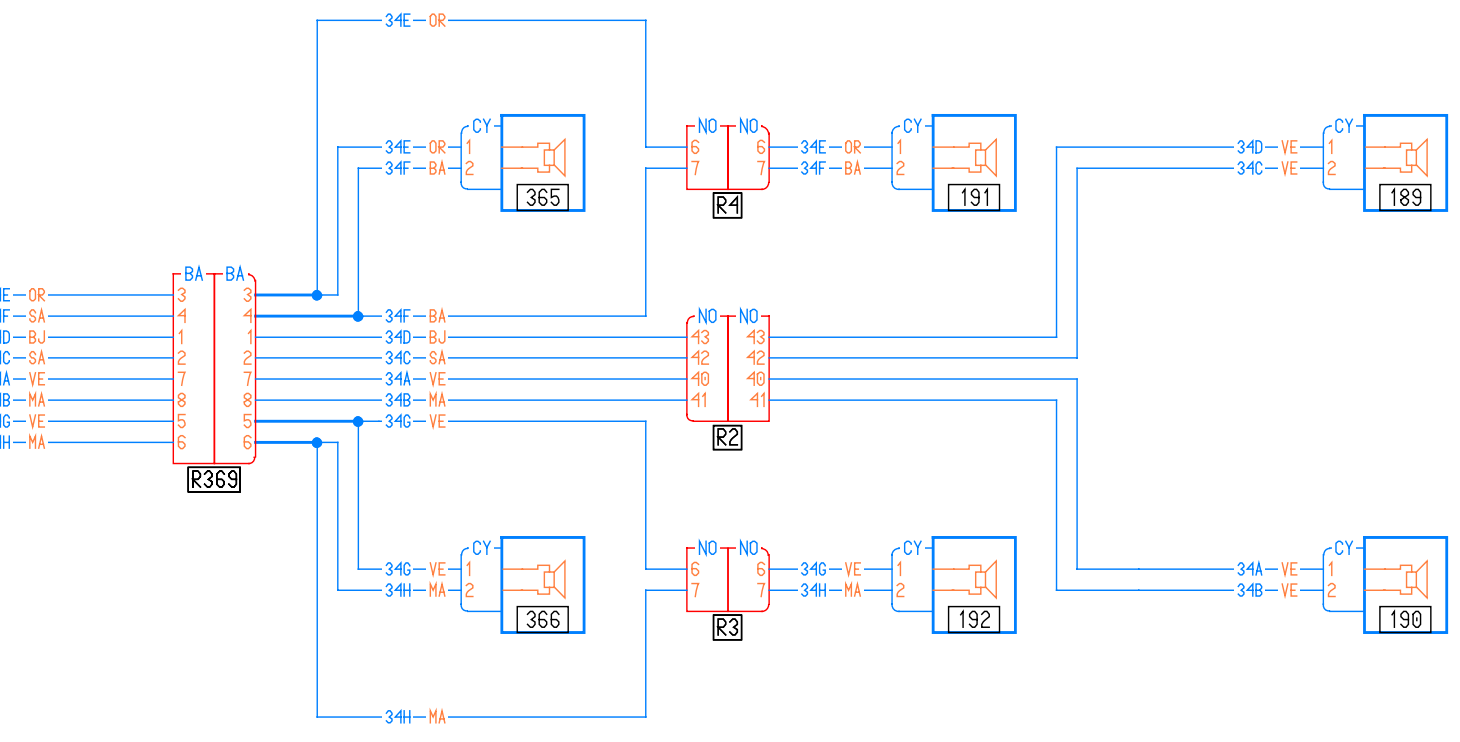 34E OR
CY NO NO CY CY
34E OR 1 6 6 34E OR 1 34D VE 1
34F BA 2 7 7 34F BA 2 34C VE 2
365 R4 191 189
BA BA
E OR 3 3
F SA 4 4 34F BA NO NO
D BJ 1 1 34D BJ 43 43
C SA 2 2 34C SA 42 42
A VE 7 7 34A VE 40 40
B MA 8 8 34B MA 41 41
G VE 5 5 34G VE
H MA 6 6 R2
R369
CY NO NO CY CY
34G VE 1 6 6 34G VE 1 34A VE 1
34H MA 2 7 7 34H MA 2 34B VE 2
366 R3 192 190
34H MA